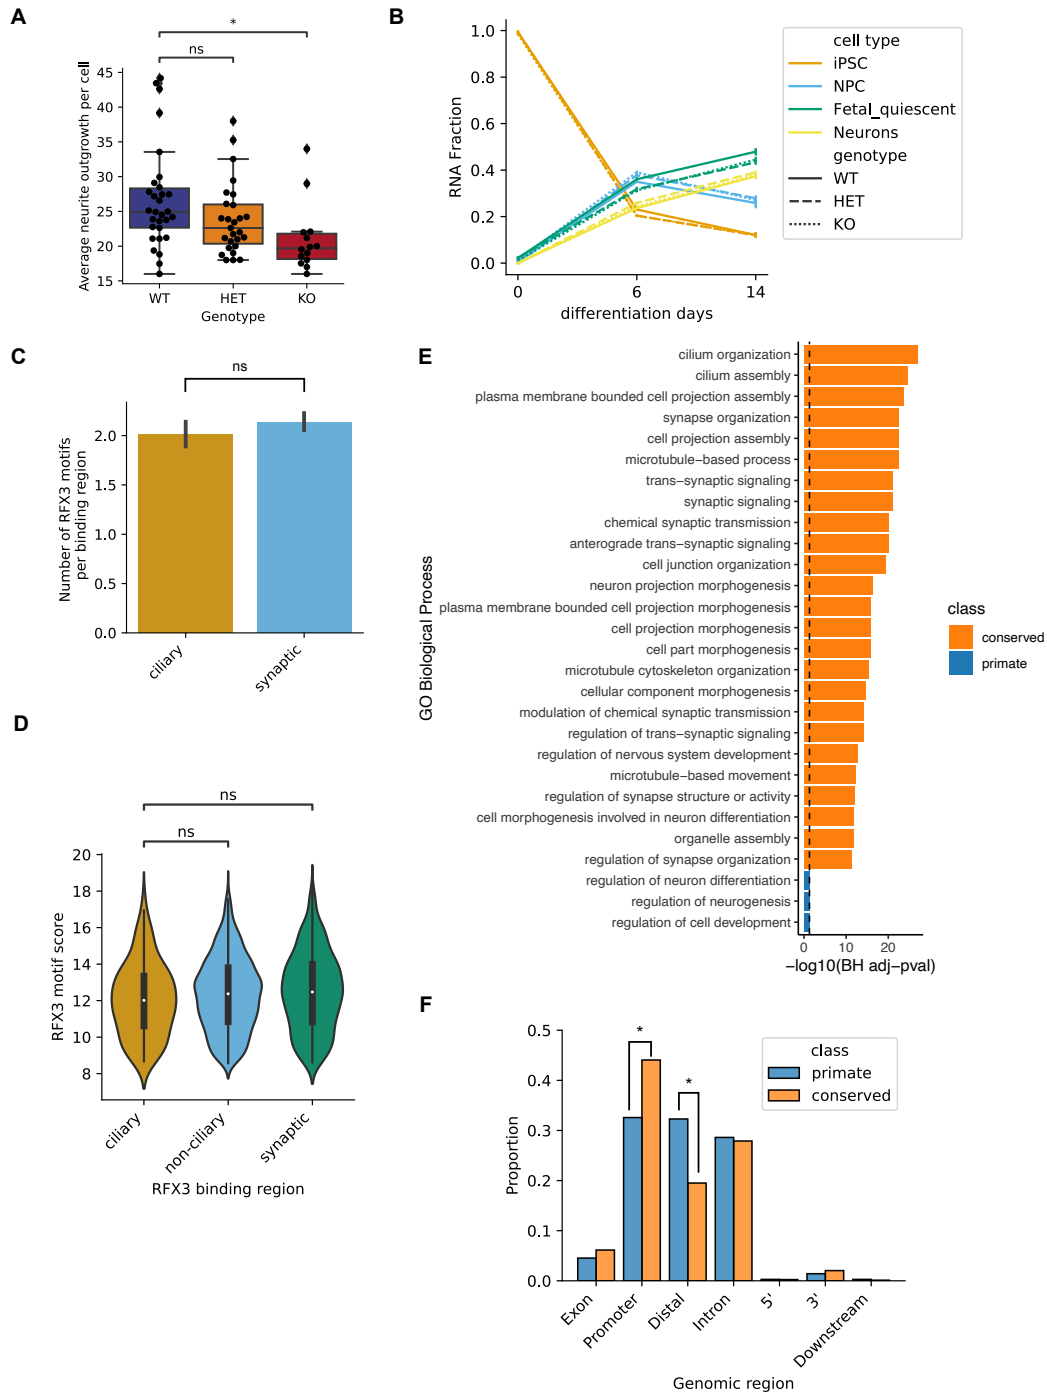 A
*
ns
Average neurite outgrowth per cell
45
40
35
30
25
20
15
WT
HET
KO
Genotype
B
RNA Fraction
1.0
0.8
0.6
0.4
0.2
0.0
0
6
14
differentiation days
cell type
iPSC
NPC
Fetal_quiescent
Neurons
genotype
WT
HET
KO
C
ns
Number of RFX3 motifs
per binding region
2.0
1.5
1.0
0.5
0.0
ciliary
synaptic
D
ns
ns
RFX3 motif score
20
18
16
14
12
10
8
ciliary
non-ciliary
synaptic
RFX3 binding region
E
GO Biological Process
cilium organization
cilium assembly
plasma membrane bounded cell projection assembly
synapse organization
cell projection assembly
microtubule−based process
trans−synaptic signaling
synaptic signaling
chemical synaptic transmission
anterograde trans−synaptic signaling
cell junction organization
neuron projection morphogenesis
plasma membrane bounded cell projection morphogenesis
cell projection morphogenesis
cell part morphogenesis
microtubule cytoskeleton organization
cellular component morphogenesis
modulation of chemical synaptic transmission
regulation of trans−synaptic signaling
regulation of nervous system development
microtubule−based movement
regulation of synapse structure or activity
cell morphogenesis involved in neuron differentiation
organelle assembly
regulation of synapse organization
regulation of neuron differentiation
regulation of neurogenesis
regulation of cell development
0
10
20
−log10(BH adj−pval)
class
conserved
primate
F
*
*
Proportion
0.5
0.4
0.3
0.2
0.1
0.0
Exon
Promoter
Distal
Intron
5'
3'
Downstream
Genomic region
class
primate
conserved